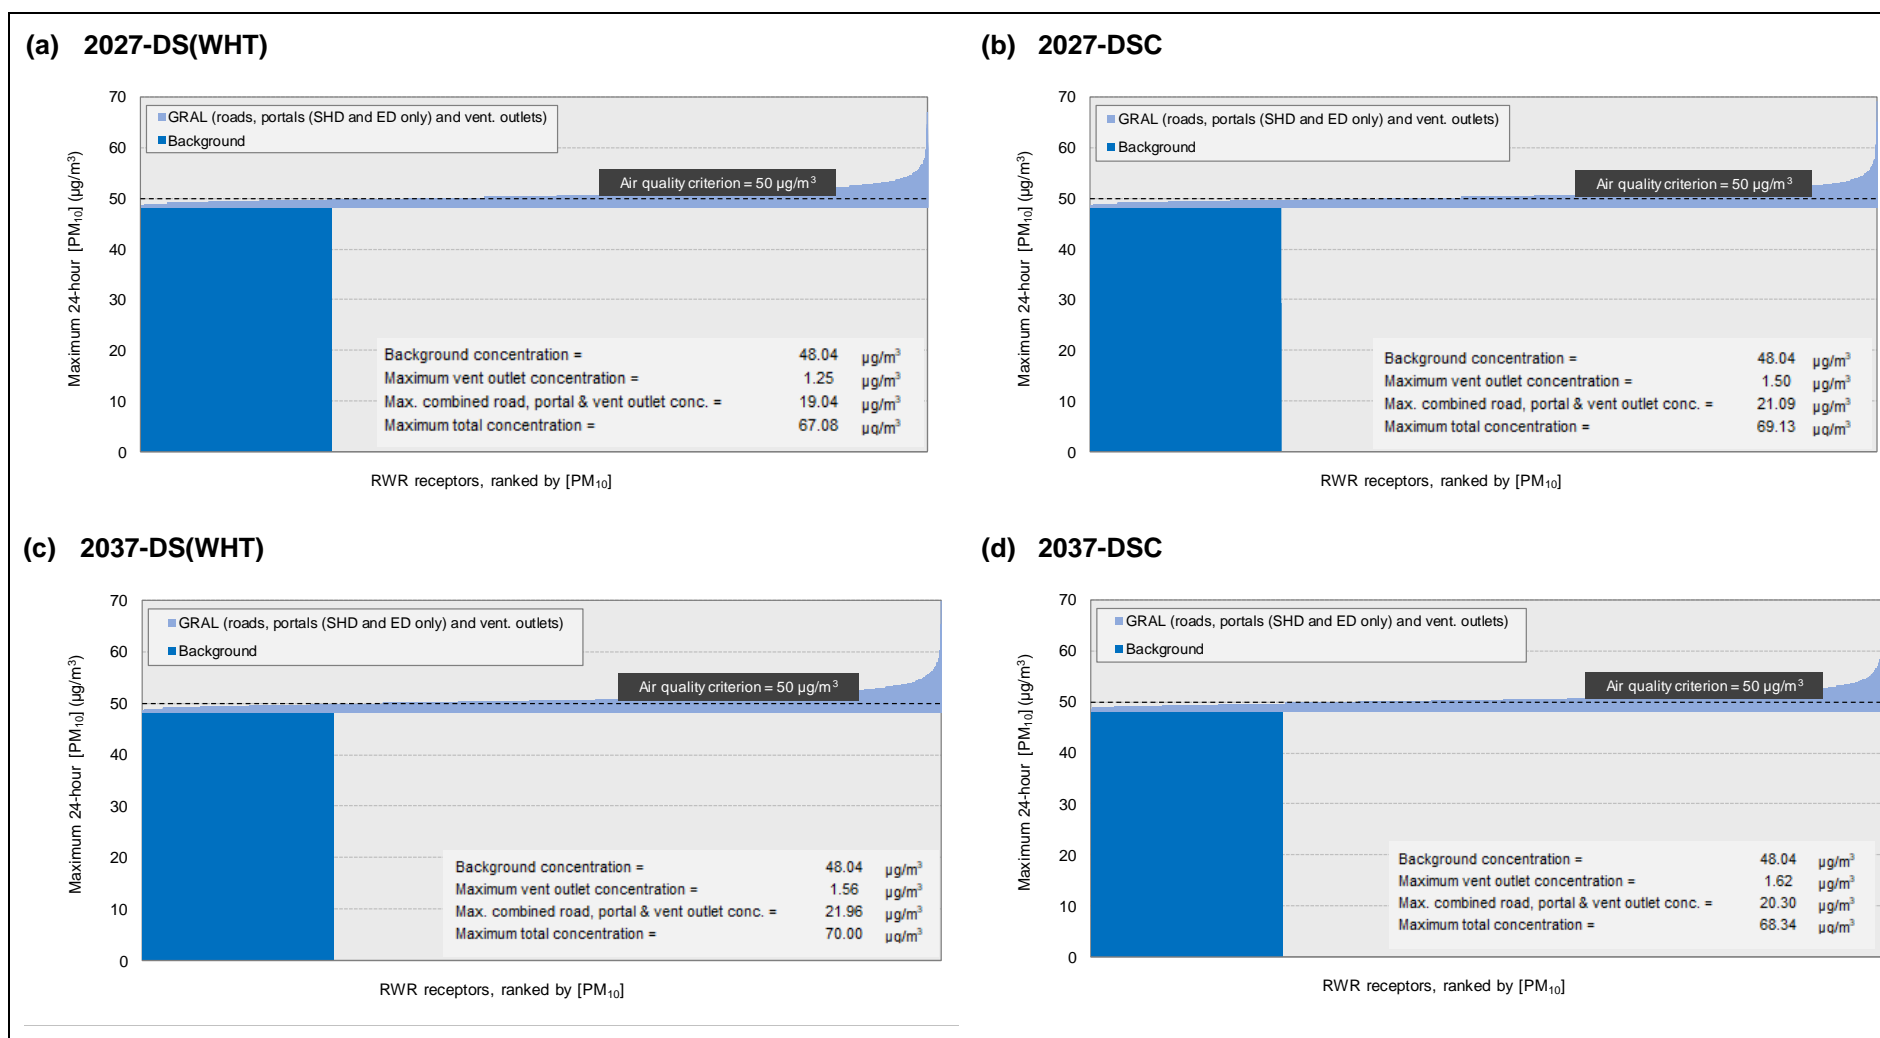 (a) 2027-DS(WHT)
Maximum 24-hour [PM10] (µg/m³)
70
60
50
40
30
20
10
0
GRAL (roads, portals (SHD and ED only) and vent. outlets)
Background
Air quality criterion = 50 µg/m³
Background concentration = 48.04 µg/m³
Maximum vent outlet concentration = 1.25 µg/m³
Max. combined road, portal & vent outlet conc. = 19.04 µg/m³
Maximum total concentration = 67.08 µg/m³
RWR receptors, ranked by [PM10]
(b) 2027-DSC
Maximum 24-hour [PM10] (µg/m³)
70
60
50
40
30
20
10
0
GRAL (roads, portals (SHD and ED only) and vent. outlets)
Background
Air quality criterion = 50 µg/m³
Background concentration = 48.04 µg/m³
Maximum vent outlet concentration = 1.50 µg/m³
Max. combined road, portal & vent outlet conc. = 21.09 µg/m³
Maximum total concentration = 69.13 µg/m³
RWR receptors, ranked by [PM10]
(c) 2037-DS(WHT)
Maximum 24-hour [PM10] (µg/m³)
70
60
50
40
30
20
10
0
GRAL (roads, portals (SHD and ED only) and vent. outlets)
Background
Air quality criterion = 50 µg/m³
Background concentration = 48.04 µg/m³
Maximum vent outlet concentration = 1.56 µg/m³
Max. combined road, portal & vent outlet conc. = 21.96 µg/m³
Maximum total concentration = 70.00 µg/m³
RWR receptors, ranked by [PM10]
(d) 2037-DSC
Maximum 24-hour [PM10] (µg/m³)
70
60
50
40
30
20
10
0
GRAL (roads, portals (SHD and ED only) and vent. outlets)
Background
Air quality criterion = 50 µg/m³
Background concentration = 48.04 µg/m³
Maximum vent outlet concentration = 1.62 µg/m³
Max. combined road, portal & vent outlet conc. = 20.30 µg/m³
Maximum total concentration = 68.34 µg/m³
RWR receptors, ranked by [PM10]